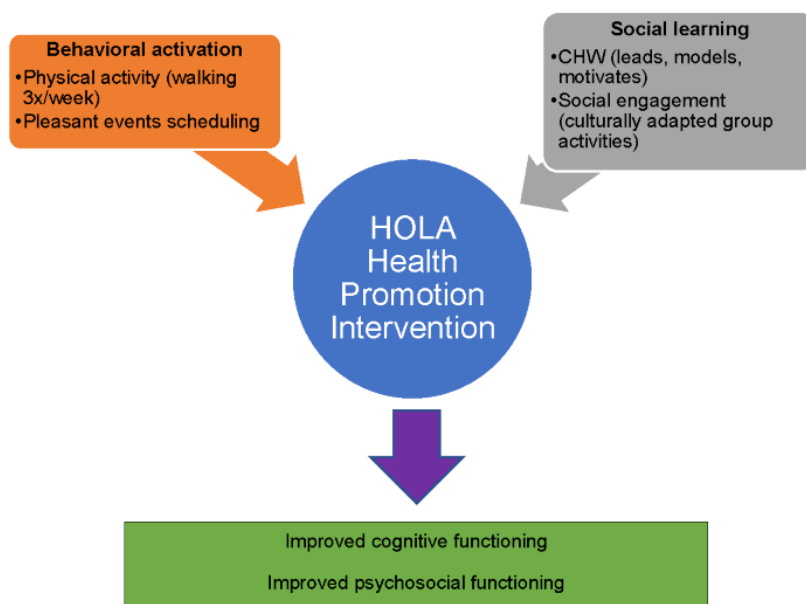 Behavioral activation
•Physical activity (walking
3x/week)
•Pleasant events scheduling
Social learning
•CHW (leads, models,
motivates)
•Social engagement
(culturally adapted group
activities)
HOLA
Health
Promotion
Intervention
Improved cognitive functioning
Improved psychosocial functioning